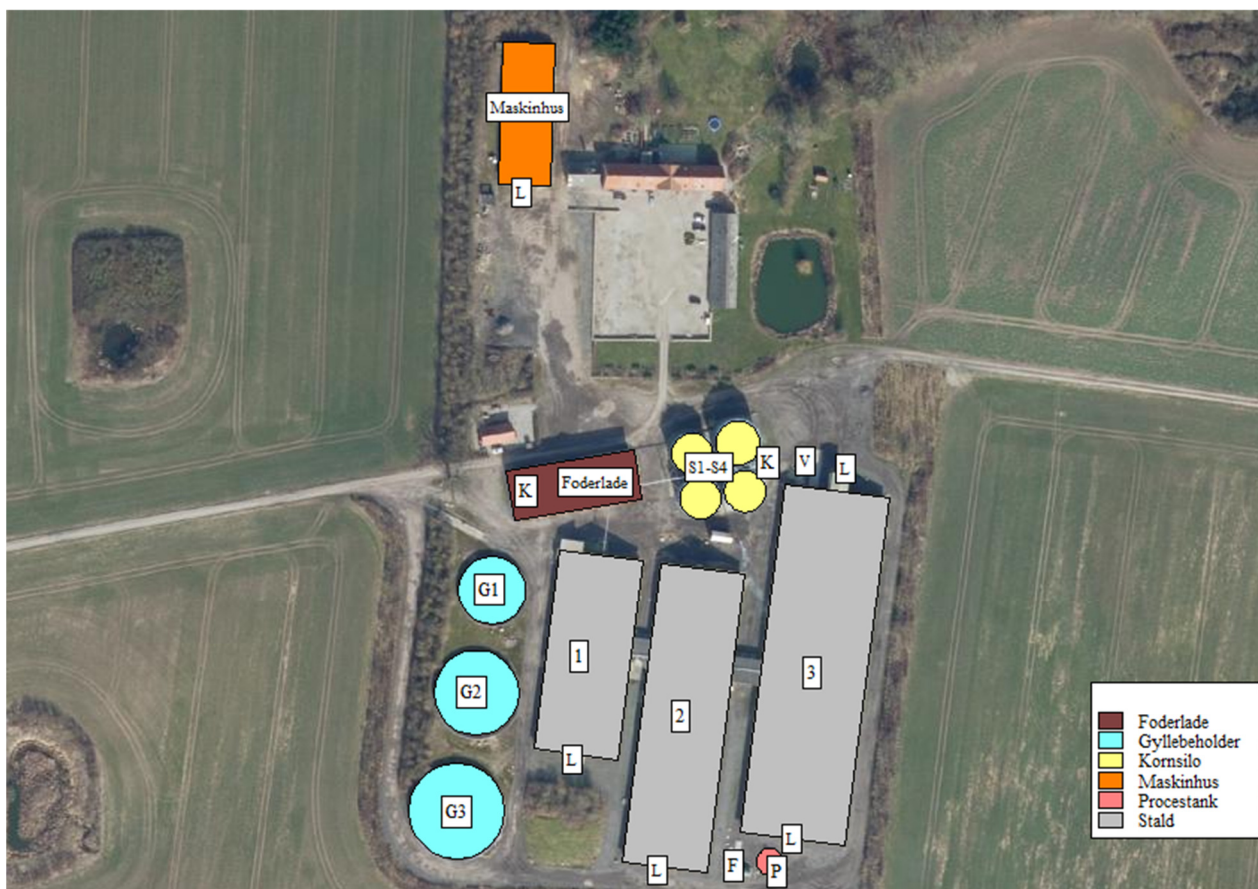 Maskinhus
L
K
Foderlade
S1-S4
K
V
L
G1
1
G2
3
2
L
G3
L
L
F
P
Foderlade
Gyllebeholder
Kornsilo
Maskinhus
Procestank
Stald